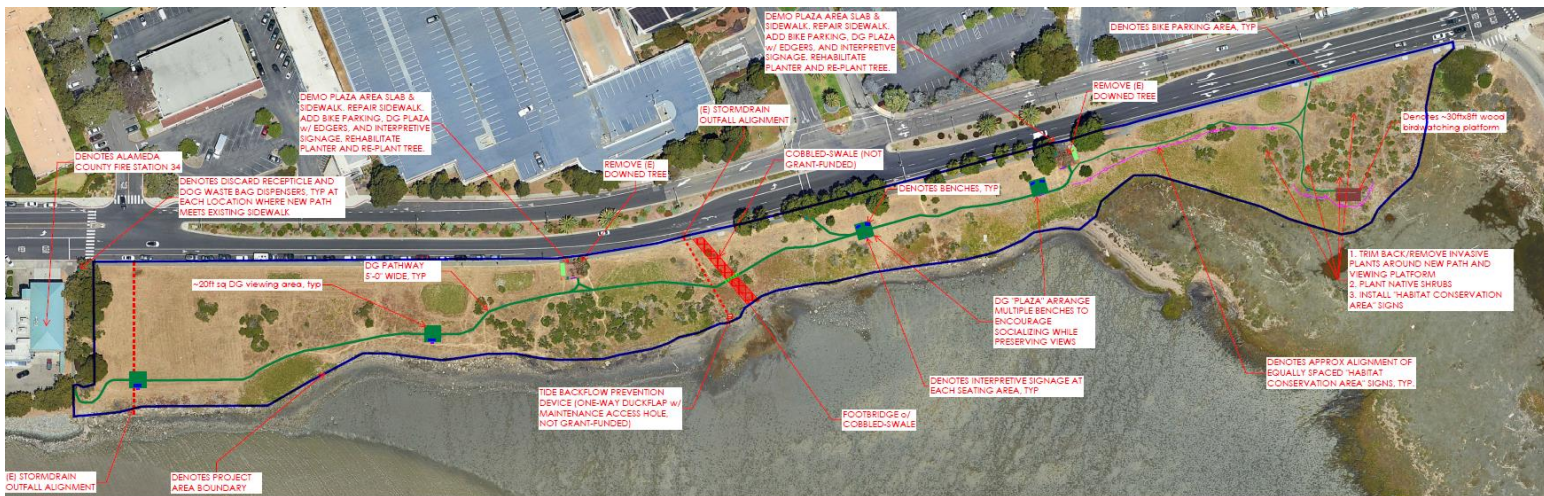 DEMO PLAZA AREA SLAB &
SIDEWALK. REPAIR SIDEWALK.
ADD BIKE PARKING, DG PLAZA
w/ EDGERS, AND INTERPRETIVE
SIGNAGE. REHABILITATE
PLANTER AND RE-PLANT TREE.
DENOTES BIKE PARKING AREA, TYP
REMOVE (E)
DOWNED TREE
DEMO PLAZA AREA SLAB &
SIDEWALK. REPAIR SIDEWALK.
ADD BIKE PARKING, DG PLAZA
w/ EDGERS, AND INTERPRETIVE
SIGNAGE. REHABILITATE
PLANTER AND RE-PLANT TREE.
(E) STORMDRAIN
OUTFALL ALIGNMENT
Denotes ~30ftx8ft wood
birdwatching platform
DENOTES ALAMEDA
COUNTY FIRE STATION 34
COBBLED-SWALE (NOT
GRANT-FUNDED)
REMOVE (E)
DOWNED TREE
DENOTES DISCARD RECEPTICLE AND
DOG WASTE BAG DISPENSERS, TYP AT
EACH LOCATION WHERE NEW PATH
MEETS EXISTING SIDEWALK
DENOTES BENCHES, TYP
DG PATHWAY
5'-0" WIDE, TYP
~20ft sq DG viewing area, typ
1. TRIM BACK/REMOVE INVASIVE
PLANTS AROUND NEW PATH AND
VIEWING PLATFORM
2. PLANT NATIVE SHRUBS
3. INSTALL "HABITAT CONSERVATION
AREA" SIGNS
DG "PLAZA" ARRANGE
MULTIPLE BENCHES TO
ENCOURAGE
SOCIALIZING WHILE
PRESERVING VIEWS
DENOTES APPROX ALIGNMENT OF
EQUALLY SPACED "HABITAT
CONSERVATION AREA" SIGNS, TYP.
DENOTES INTERPRETIVE SIGNAGE AT
EACH SEATING AREA, TYP
TIDE BACKFLOW PREVENTION
DEVICE (ONE-WAY DUCKFLAP w/
MAINTENANCE ACCESS HOLE,
NOT GRANT-FUNDED)
FOOTBRIDGE o/
COBBLED-SWALE
(E) STORMDRAIN
OUTFALL ALIGNMENT
DENOTES PROJECT
AREA BOUNDARY